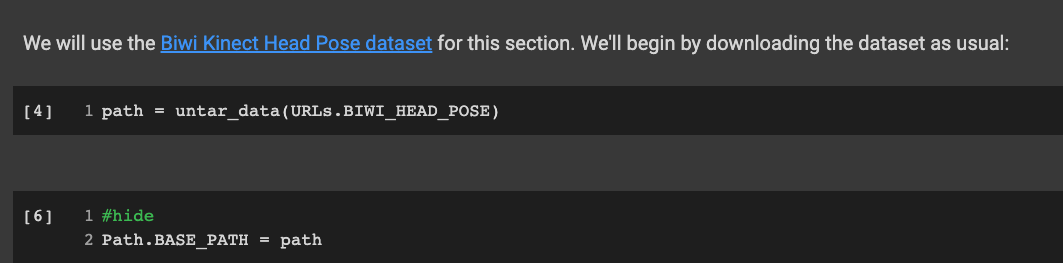 We will use the Biwi Kinect Head Pose dataset for this section. We'll begin by downloading the dataset as usual:
[4] 1 path = untar_data(URLs.BIWI_HEAD_POSE)
[6] 1 #hide
2 Path.BASE_PATH = path